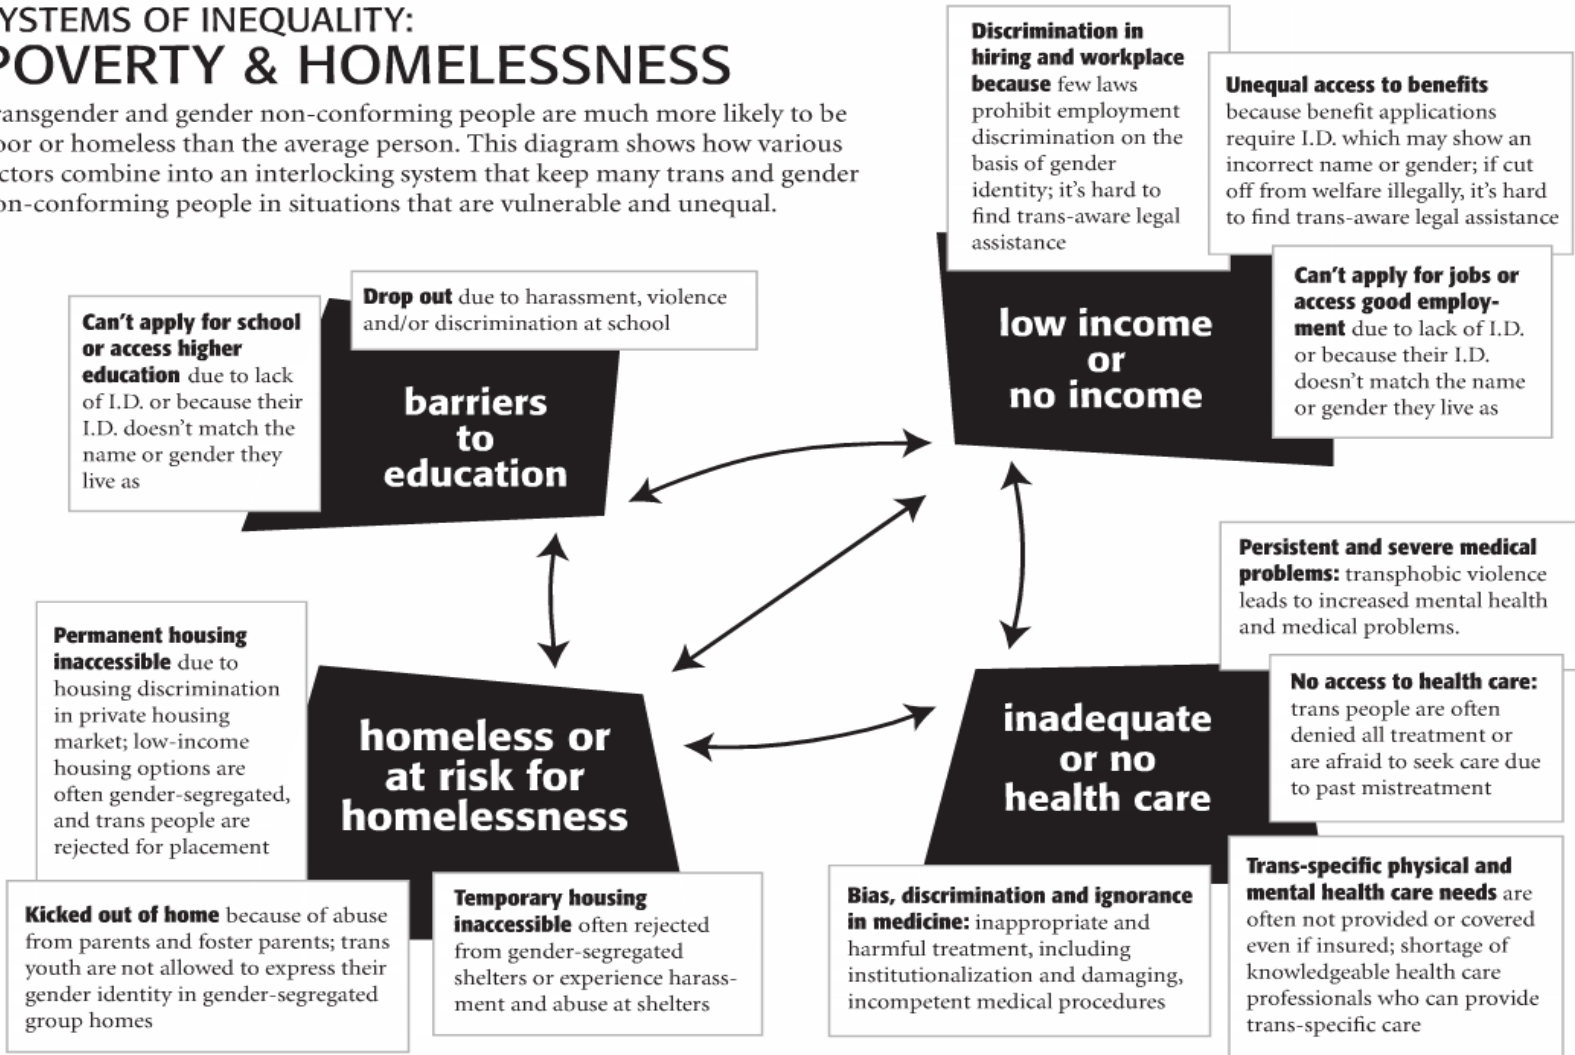 YSTEMS OF INEQUALITY:
POVERTY & HOMELESSNESS
ransgender and gender non-conforming people are much more likely to be
oor or homeless than the average person. This diagram shows how various
ctors combine into an interlocking system that keep many trans and gender
on-conforming people in situations that are vulnerable and unequal.
Discrimination in
hiring and workplace
because few laws
prohibit employment
discrimination on the
basis of gender
identity; it's hard to
find trans-aware legal
assistance
Unequal access to benefits
because benefit applications
require I.D. which may show an
incorrect name or gender; if cut
off from welfare illegally, it's hard
to find trans-aware legal assistance
Can't apply for jobs or
access good employ-
ment due to lack of I.D.
or because their I.D.
doesn't match the name
or gender they live as
low income
or
no income
Drop out due to harassment, violence
and/or discrimination at school
Can't apply for school
or access higher
education due to lack
of I.D. or because their
I.D. doesn't match the
name or gender they
live as
barriers
to
education
Persistent and severe medical
problems: transphobic violence
leads to increased mental health
and medical problems.
No access to health care:
trans people are often
denied all treatment or
are afraid to seek care due
to past mistreatment
inadequate
or no
health care
Trans-specific physical and
mental health care needs are
often not provided or covered
even if insured; shortage of
knowledgeable health care
professionals who can provide
trans-specific care
Bias, discrimination and ignorance
in medicine: inappropriate and
harmful treatment, including
institutionalization and damaging,
incompetent medical procedures
Permanent housing
inaccessible due to
housing discrimination
in private housing
market; low-income
housing options are
often gender-segregated,
and trans people are
rejected for placement
homeless or
at risk for
homelessness
Kicked out of home because of abuse
from parents and foster parents; trans
youth are not allowed to express their
gender identity in gender-segregated
group homes
Temporary housing
inaccessible often rejected
from gender-segregated
shelters or experience harass-
ment and abuse at shelters